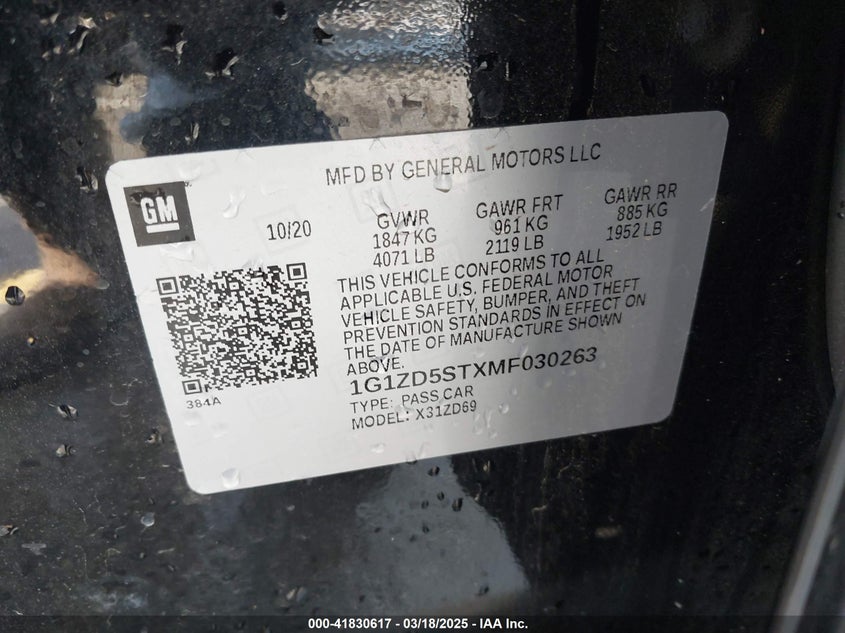 MFD BY GENERAL MOTORS LLC
GM
10/20
GVWR
1847 KG
4071 LB
GAWR FRT
961 KG
2119 LB
GAWR RR
885 KG
1952 LB
THIS VEHICLE CONFORMS TO ALL
APPLICABLE U.S. FEDERAL MOTOR
VEHICLE SAFETY, BUMPER, AND THEFT
PREVENTION STANDARDS IN EFFECT ON
THE DATE OF MANUFACTURE SHOWN
ABOVE.
384A
1G1ZD5STXMF030263
TYPE: PASS CAR
MODEL: X31ZD69
000-41830617 - 03/18/2025 - IAA Inc.